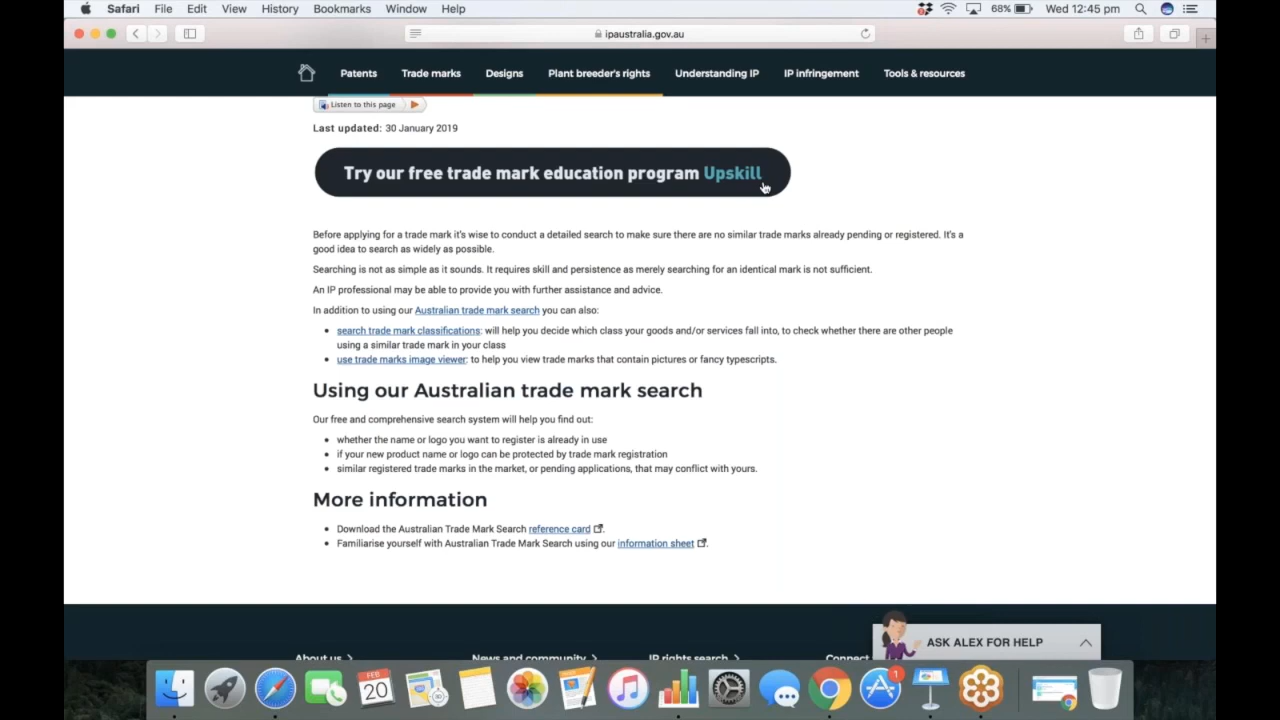 Safari File Edit View History Bookmarks Window Help 68% Wed 12:45 pm
ipaustralia.gov.au
Patents Trade marks Designs Plant breeder's rights Understanding IP IP infringement Tools & resources
Listen to this page
Last updated: 30 January 2019
Try our free trade mark education program Upskill
Before applying for a trade mark it's wise to conduct a detailed search to make sure there are no similar trade marks already pending or registered. It's a
good idea to search as widely as possible.
Searching is not as simple as it sounds. It requires skill and persistence as merely searching for an identical mark is not sufficient.
An IP professional may be able to provide you with further assistance and advice.
In addition to using our Australian trade mark search you can also:
• search trade mark classifications: will help you decide which class your goods and/or services fall into, to check whether there are other people
using a similar trade mark in your class
• use trade marks image viewer: to help you view trade marks that contain pictures or fancy typescripts.
Using our Australian trade mark search
Our free and comprehensive search system will help you find out:
• whether the name or logo you want to register is already in use
• if your new product name or logo can be protected by trade mark registration
• similar registered trade marks in the market, or pending applications, that may conflict with yours.
More information
• Download the Australian Trade Mark Search reference card.
• Familiarise yourself with Australian Trade Mark Search using our information sheet.
ASK ALEX FOR HELP
About us News and community IP rights search Connect
FEB
20
1